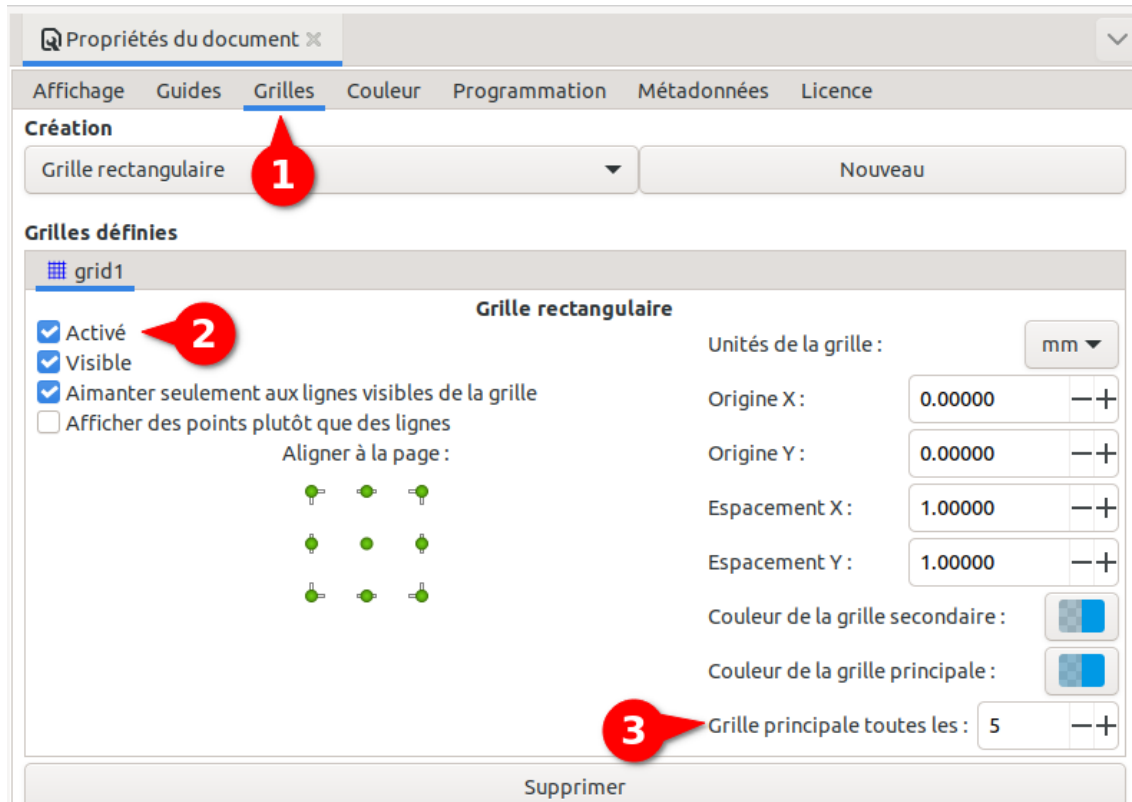 Propriétés du document
Affichage Guides Grilles Couleur Programmation Métadonnées Licence
Création
1
Grille rectangulaire Nouveau
Grilles définies
grid1
Grille rectangulaire
Activé 2
Unités de la grille : mm
Visible
Aimanter seulement aux lignes visibles de la grille
Origine X : 0.00000
Afficher des points plutôt que des lignes
Aligner à la page :
Origine Y : 0.00000
Espacement X : 1.00000
Espacement Y : 1.00000
Couleur de la grille secondaire :
Couleur de la grille principale :
3 Grille principale toutes les : 5
Supprimer